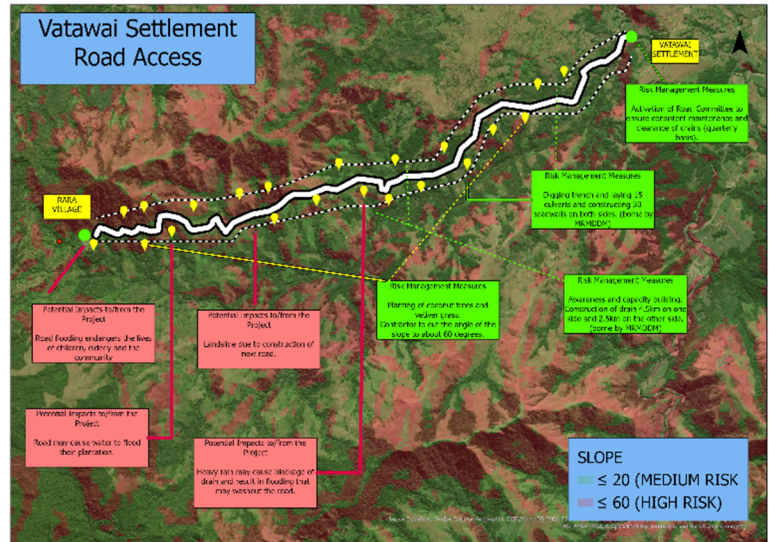 Vatawai Settlement
Road Access
VATAWAI
SETTLEMENT
Risk Management Measures
Activation of Road Committee to
ensure consistent maintenance and
clearance of drains (quarterly
basis).
Risk Management Measures
Digging trench and laying 15
culverts and constructing 30
headwalls on both sides. (borne by
MRMDDM)
RARA
VILLAGE
Risk Management Measures
Awareness and capacity building.
Construction of drain 4.5km on one
side and 2.5km on the other side.
(borne by MRMDDM)
Risk Management Measures
Planting of coconut trees and
vetiver grass.
Contractor to cut the angle of the
slope to about 60 degrees.
Potential Impacts to/from the
Project
Road flooding endangers the lives
of children, elderly and the
community
Potential Impacts to/from the
Project
Landslide due to construction of
new road.
Potential Impacts to/from the
Project
Road may cause water to flood
their plantation.
Potential Impacts to/from the
Project
Heavy rain may cause blockage of
drain and result in flooding that
may washout the road.
SLOPE
≤ 20 (MEDIUM RISK
≤ 60 (HIGH RISK)